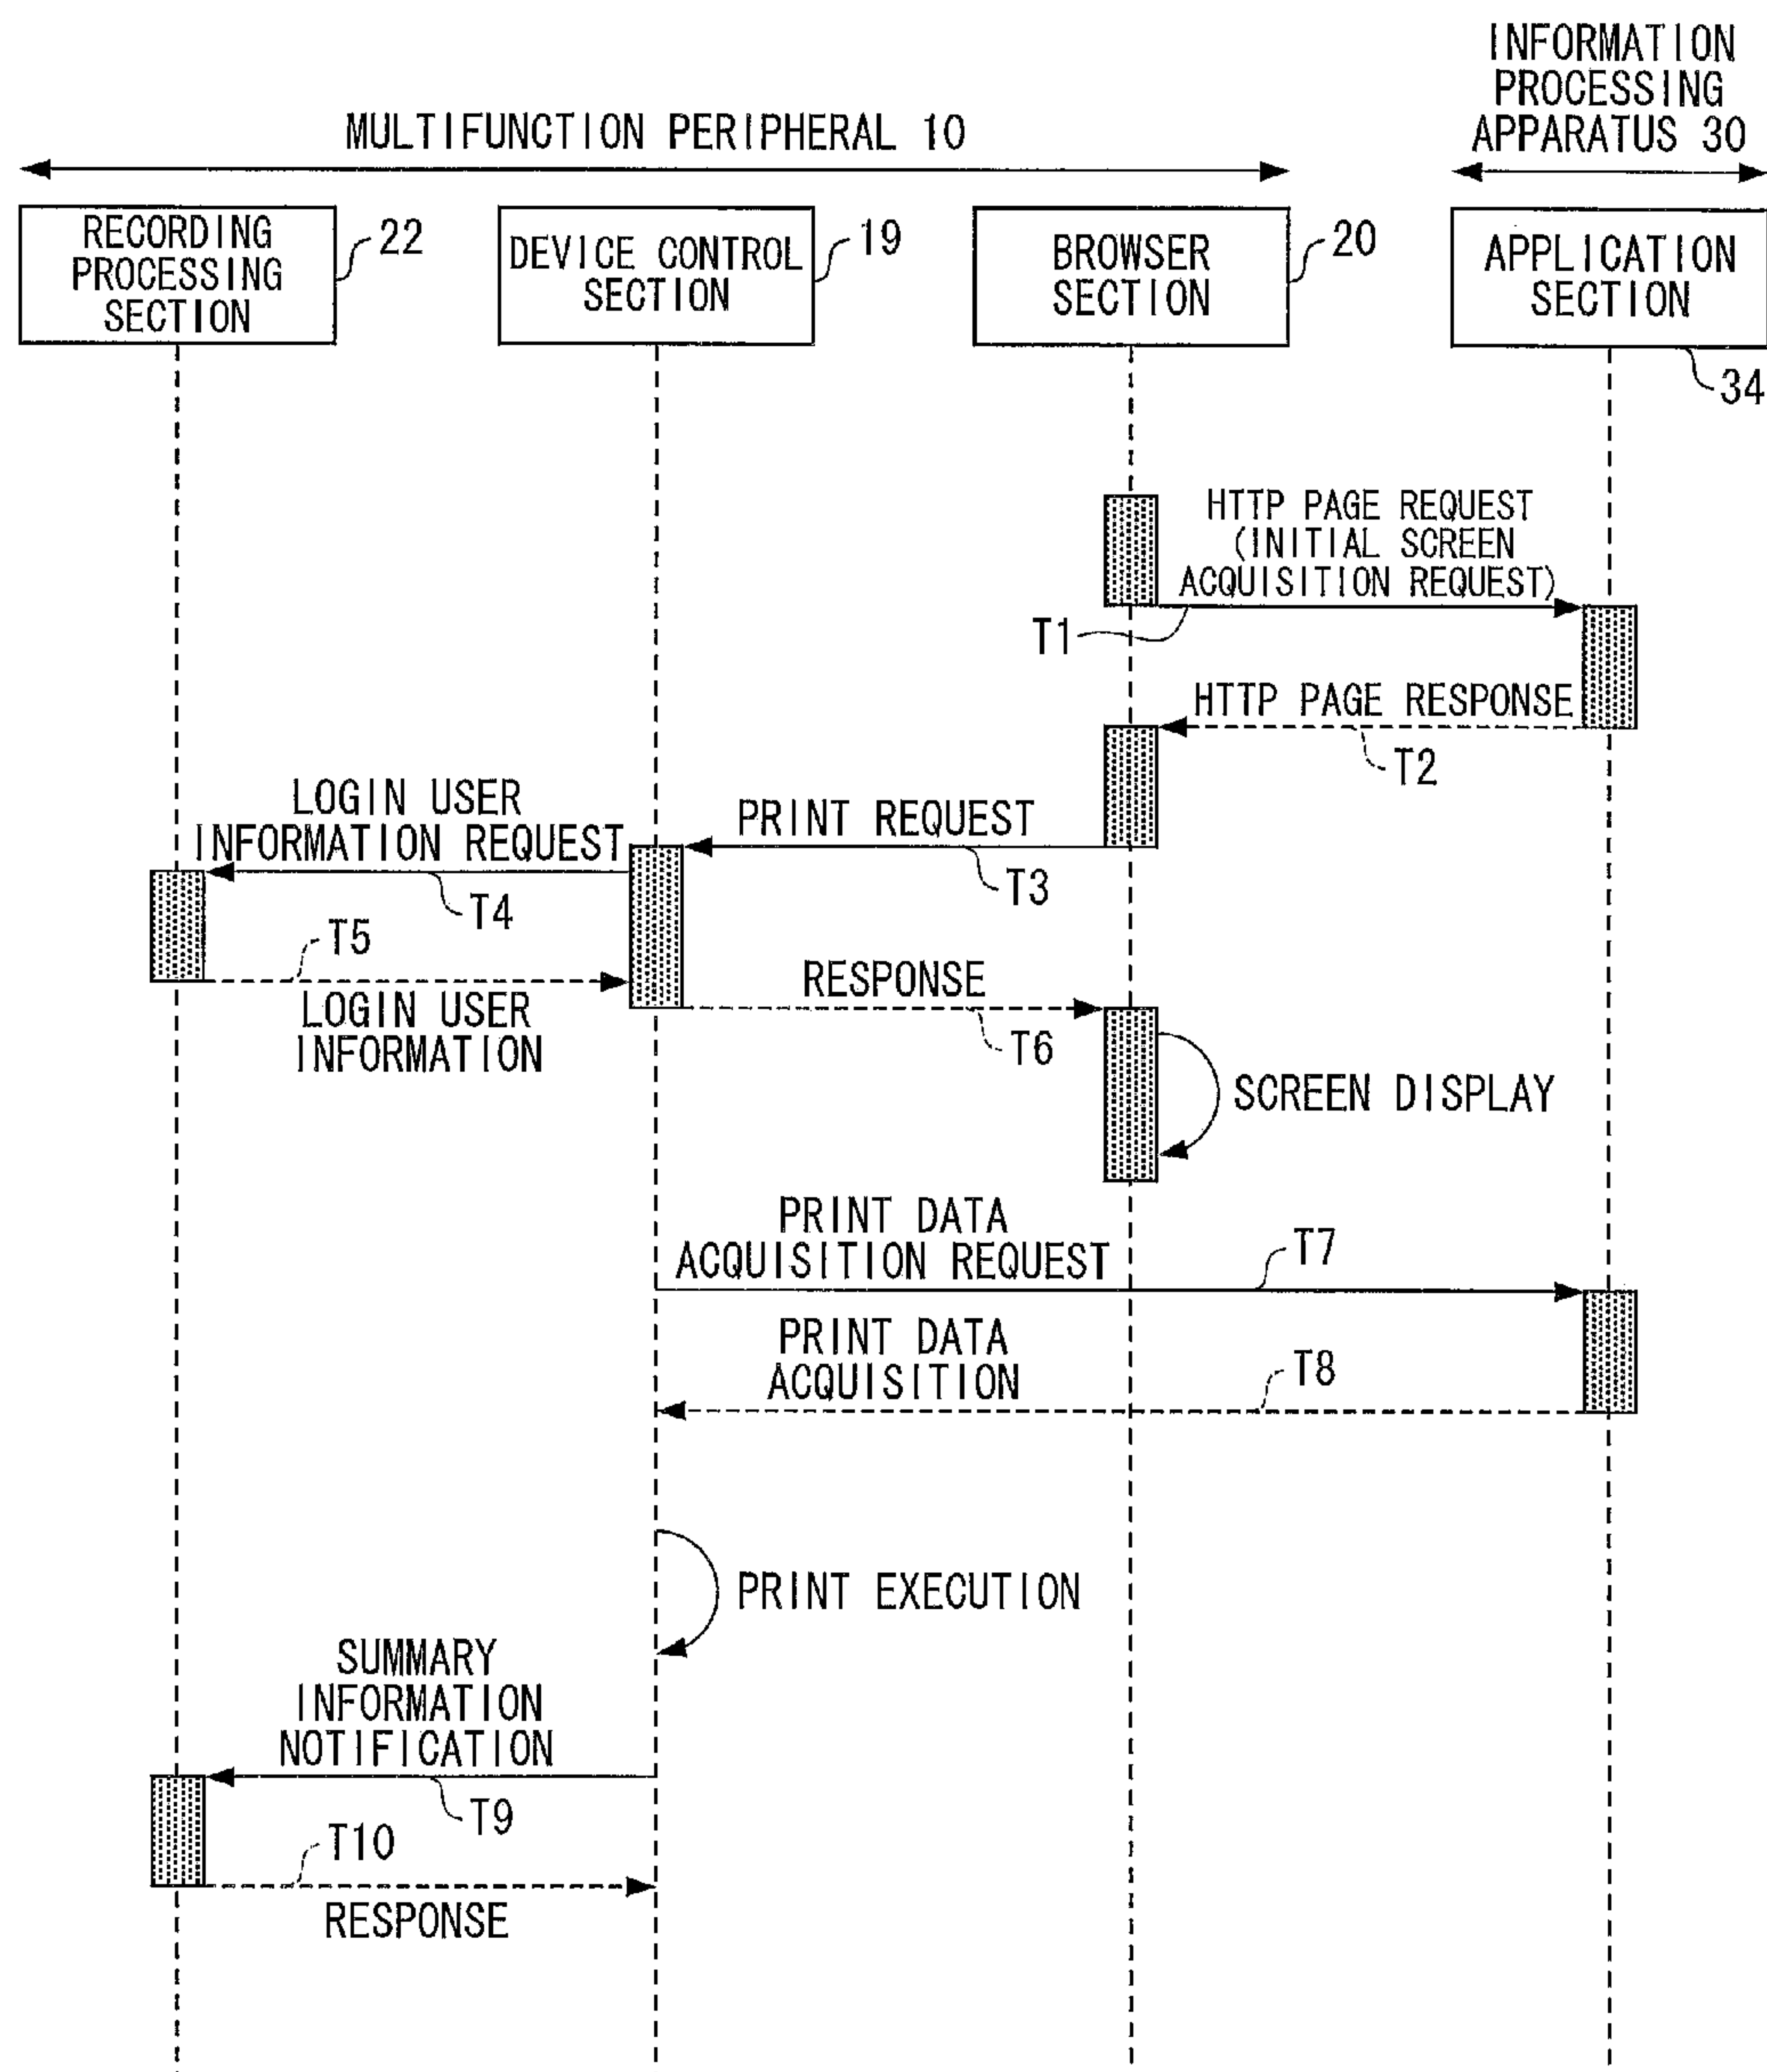 INFORMATION
PROCESSING
APPARATUS 30
MULTIFUNCTION PERIPHERAL 10
RECORDING
PROCESSING
SECTION
22
DEVICE CONTROL
SECTION
19
BROWSER
SECTION
20
APPLICATION
SECTION
34
HTTP PAGE REQUEST
(INITIAL SCREEN
ACQUISITION REQUEST)
T1
HTTP PAGE RESPONSE
T2
PRINT REQUEST
T3
LOGIN USER
INFORMATION REQUEST
T4
T5
LOGIN USER
INFORMATION
RESPONSE
T6
SCREEN DISPLAY
PRINT DATA
ACQUISITION REQUEST
T7
PRINT DATA
ACQUISITION
T8
PRINT EXECUTION
SUMMARY
INFORMATION
NOTIFICATION
T9
T10
RESPONSE